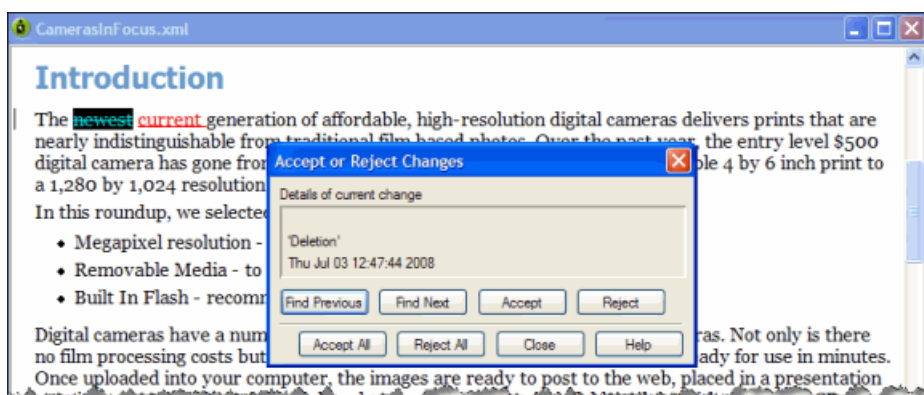 CamerasInFocus.xml
Introduction
The newest current generation of affordable, high-resolution digital cameras delivers prints that are
nearly indistinguishable from traditional film based photos. Over the past year, the entry level $500
digital camera has gone from ble 4 by 6 inch print to
a 1,280 by 1,024 resolution
In this roundup, we selected
Megapixel resolution -
Removable Media - to
Built In Flash -
Digital cameras have a num ras. Not only is there
no film processing costs but ady for use in minutes.
Once uploaded into your computer, the images are ready to post to the web, placed in a presentation
Accept or Reject Changes
Details of current change
'Deletion'
Thu Jul 03 12:47:44 2008
Find Previous Find Next Accept Reject
Accept All Reject All Close Help